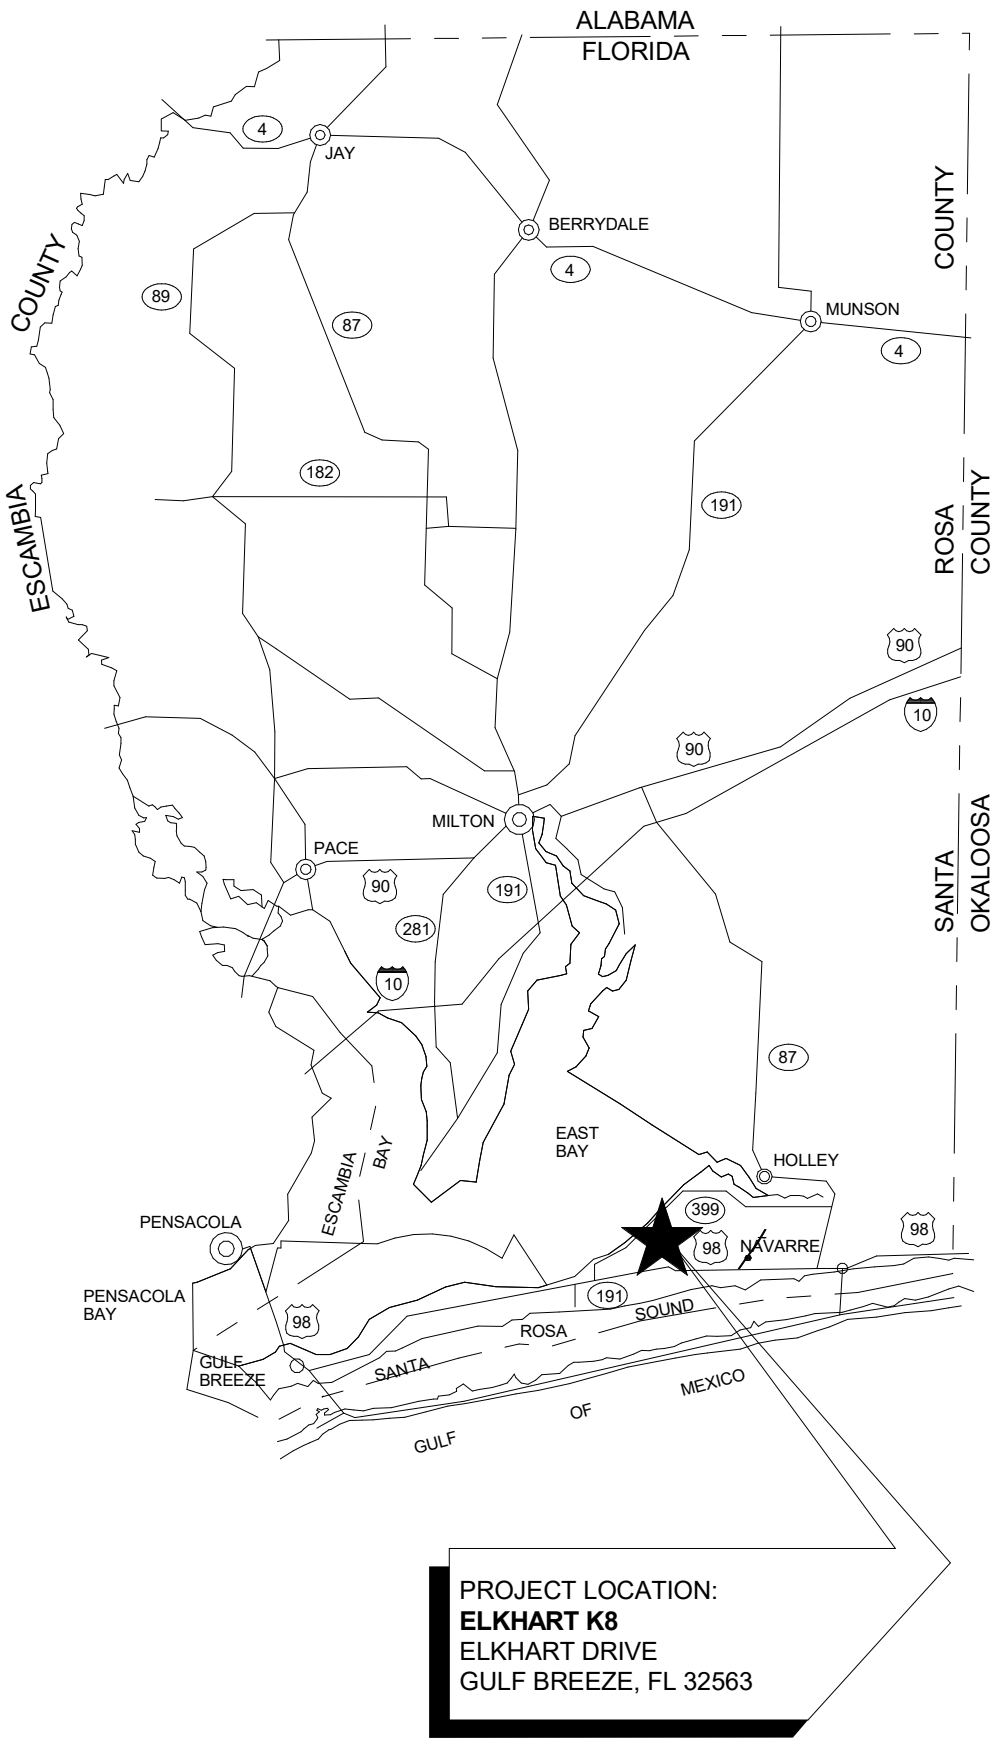 ALABAMA
FLORIDA
4
JAY
BERRYDALE
4
COUNTY
COUNTY
89
87
MUNSON
4
182
191
ESCAMBIA
ROSA
COUNTY
90
10
90
MILTON
PACE
90
191
281
SANTA
OKALOOSA
10
87
EAST
BAY
ESCAMBIA
BAY
HOLLEY
399
PENSACOLA
98
NAVARRE
98
PENSACOLA
BAY
98
191
SOUND
ROSA
SANTA
GULF
BREEZE
MEXICO
OF
GULF
PROJECT LOCATION:
ELKHART K8
ELKHART DRIVE
GULF BREEZE, FL 32563